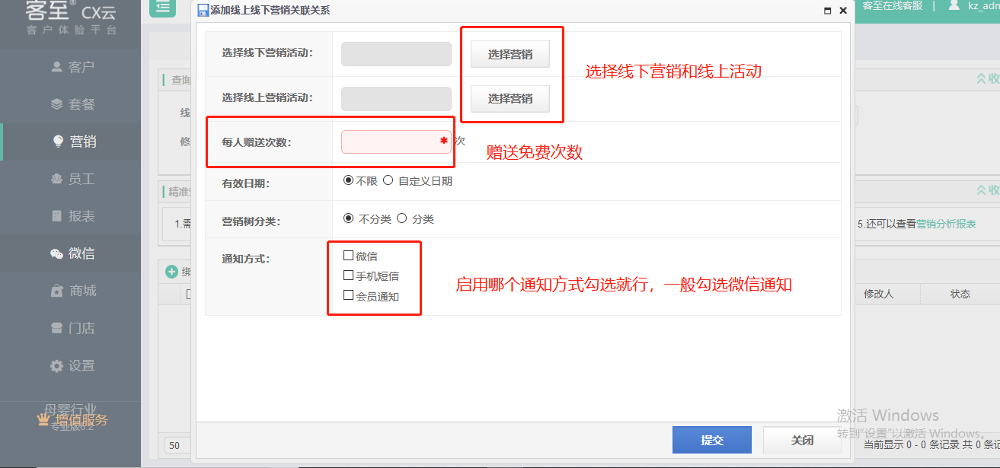 客至® CX云
客户体验平台
客户
套餐
营销
员工
报表
微信
商城
门店
设置
母婴行业
增值服务
专业版6.2
添加线上线下营销关联关系
客至在线客服 | kz_adm
查询
收
选择线下营销活动： 选择营销
选择线下营销和线上活动
选择线上营销活动： 选择营销
每人赠送次数： * 次
赠送免费次数
有效日期： 不限 自定义日期
精准
收
营销树分类： 不分类 分类
1.需
5.还可以查看营销分析报表
通知方式： 微信
手机短信
会员通知
启用哪个通知方式勾选就行，一般勾选微信通知
绑
修改人 状态
提交 关闭
激活 Windows
转到“设置”以激活 Windows。
50
当前显示 0 - 0 条记录 共 0 条记